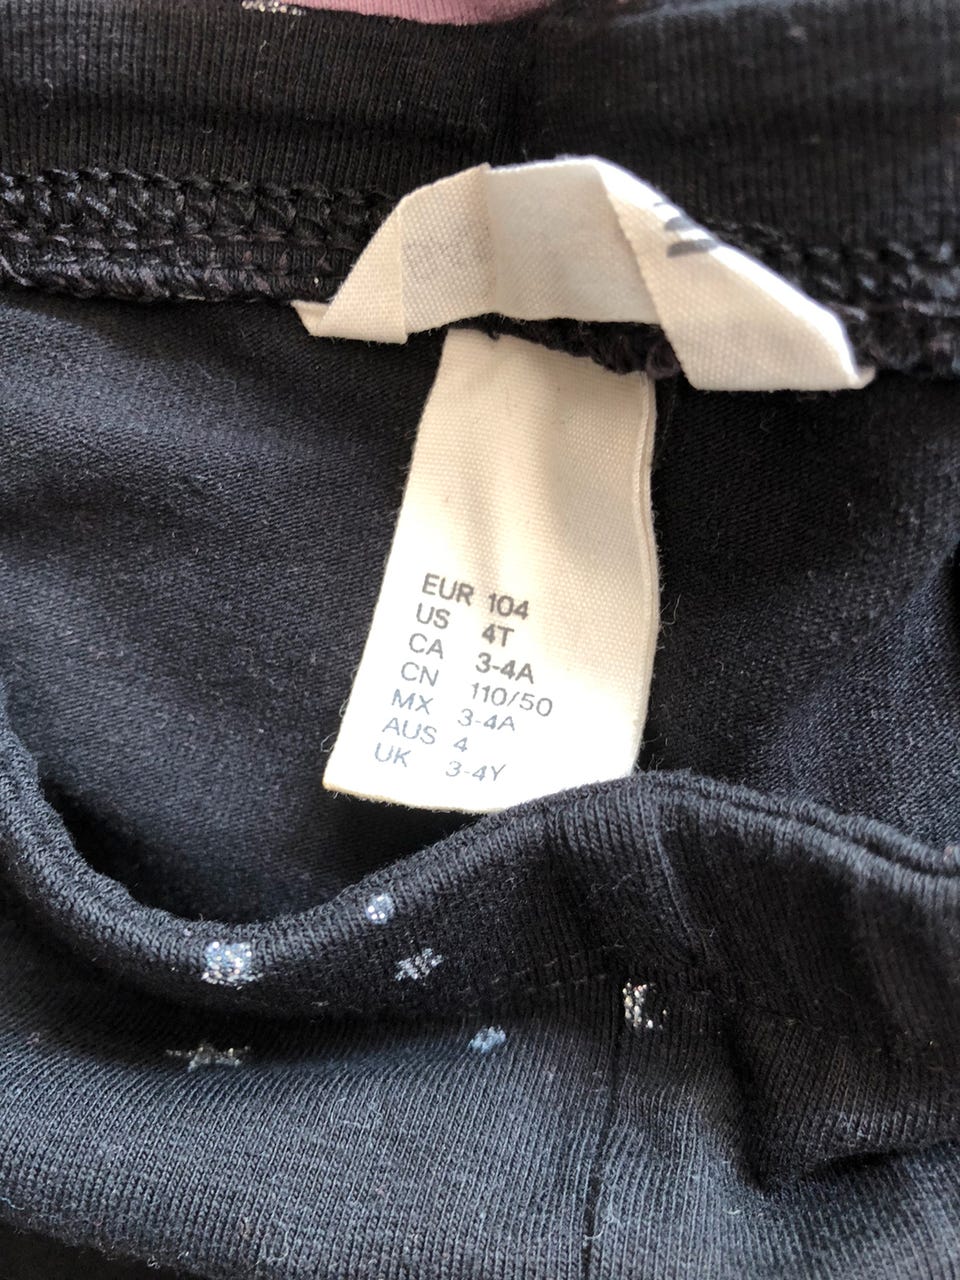 EUR 104
US 4T
CA 3-4A
CN 110/50
MX 3-4A
AUS 4
UK 3-4Y